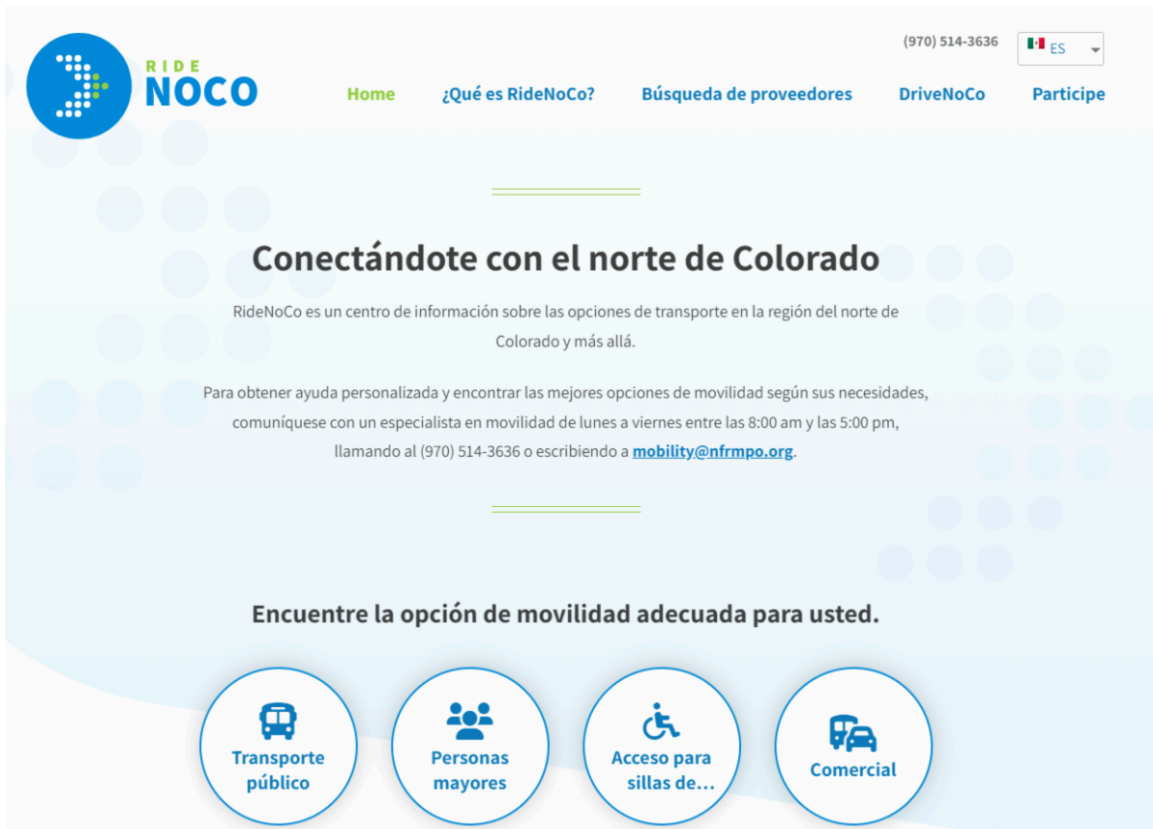 (970) 514-3636
ES
RIDE
NOCO
Home ¿Qué es RideNoCo? Búsqueda de proveedores DriveNoCo Participe
Conectándote con el norte de Colorado
RideNoCo es un centro de información sobre las opciones de transporte en la región del norte de
Colorado y más allá.
Para obtener ayuda personalizada y encontrar las mejores opciones de movilidad según sus necesidades,
comuníquese con un especialista en movilidad de lunes a viernes entre las 8:00 am y las 5:00 pm,
llamando al (970) 514-3636 o escribiendo a mobility@nfrmpo.org.
Encuentre la opción de movilidad adecuada para usted.
Transporte
público
Personas
mayores
Acceso para
sillas de...
Comercial